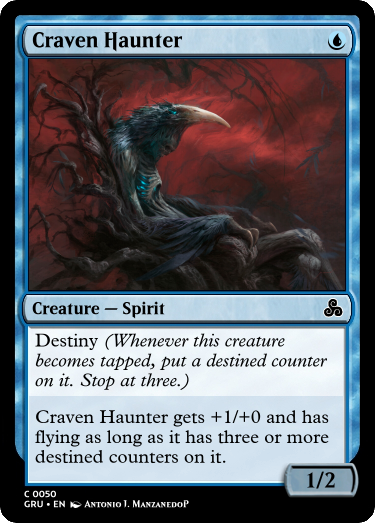 Craven Haunter
Creature — Spirit
Destiny (Whenever this creature
becomes tapped, put a destined counter
on it. Stop at three.)
Craven Haunter gets +1/+0 and has
flying as long as it has three or more
destined counters on it.
1/2
C 0050
GRU • EN Antonio J. ManzanedoP